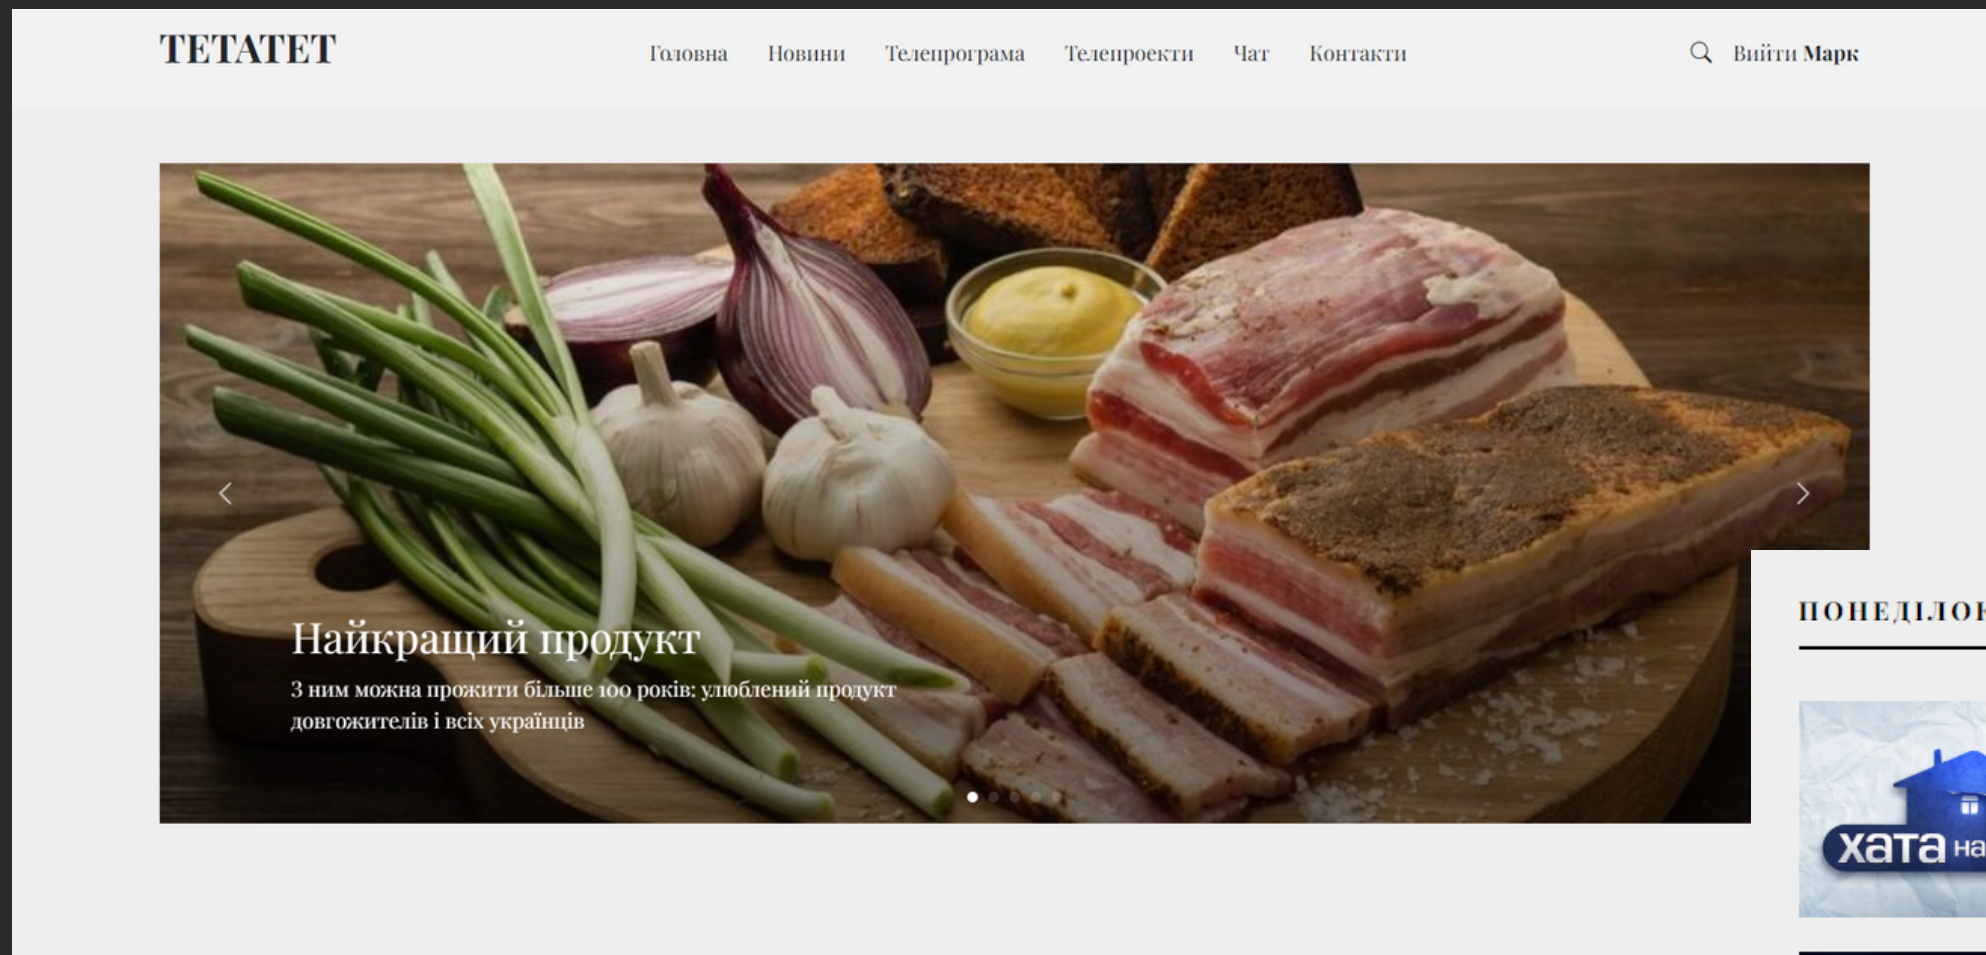 ТЕТАТЕТ
Головна Новини Телепрограма Телепроекти Чат Контакти
Вийти Марк
Найкращий продукт
З ним можна прожити більше 100 років: улюблений продукт
довгожителів і всіх українців
ХАТА НА